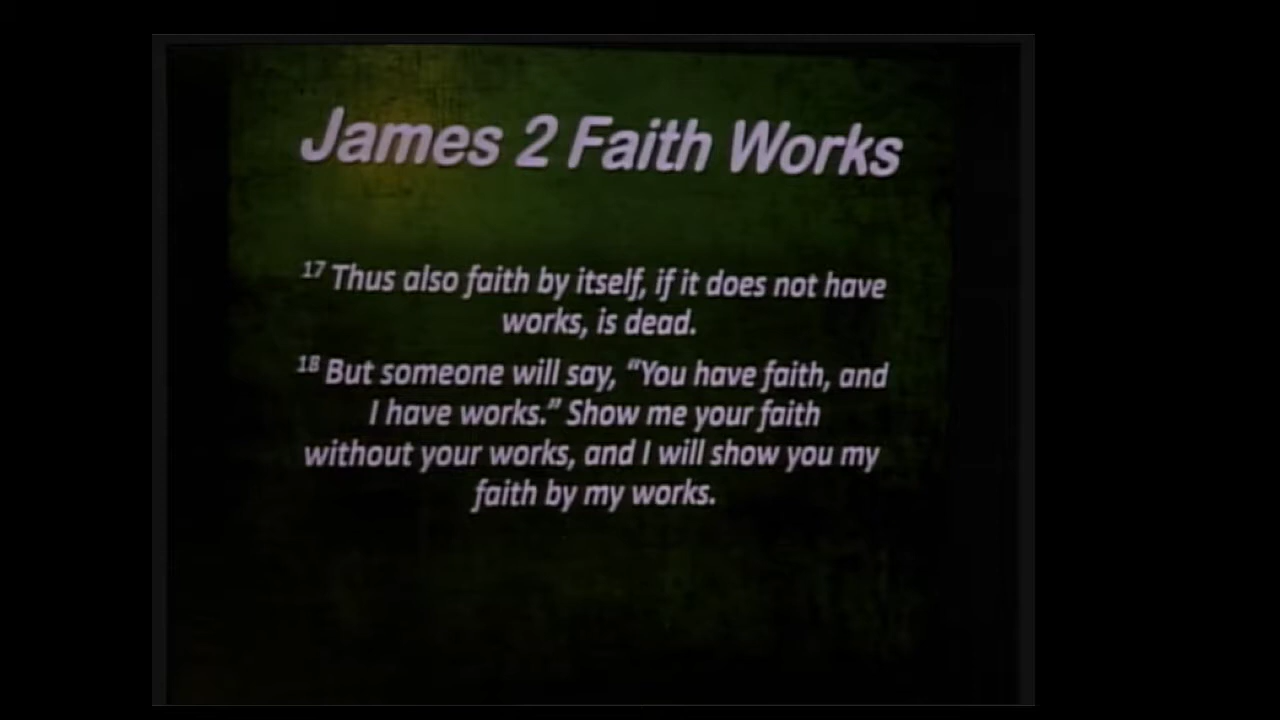 James 2 Faith Works
17 Thus also faith by itself, if it does not have
works, is dead.
18 But someone will say, “You have faith, and
I have works.” Show me your faith
without your works, and I will show you my
faith by my works.